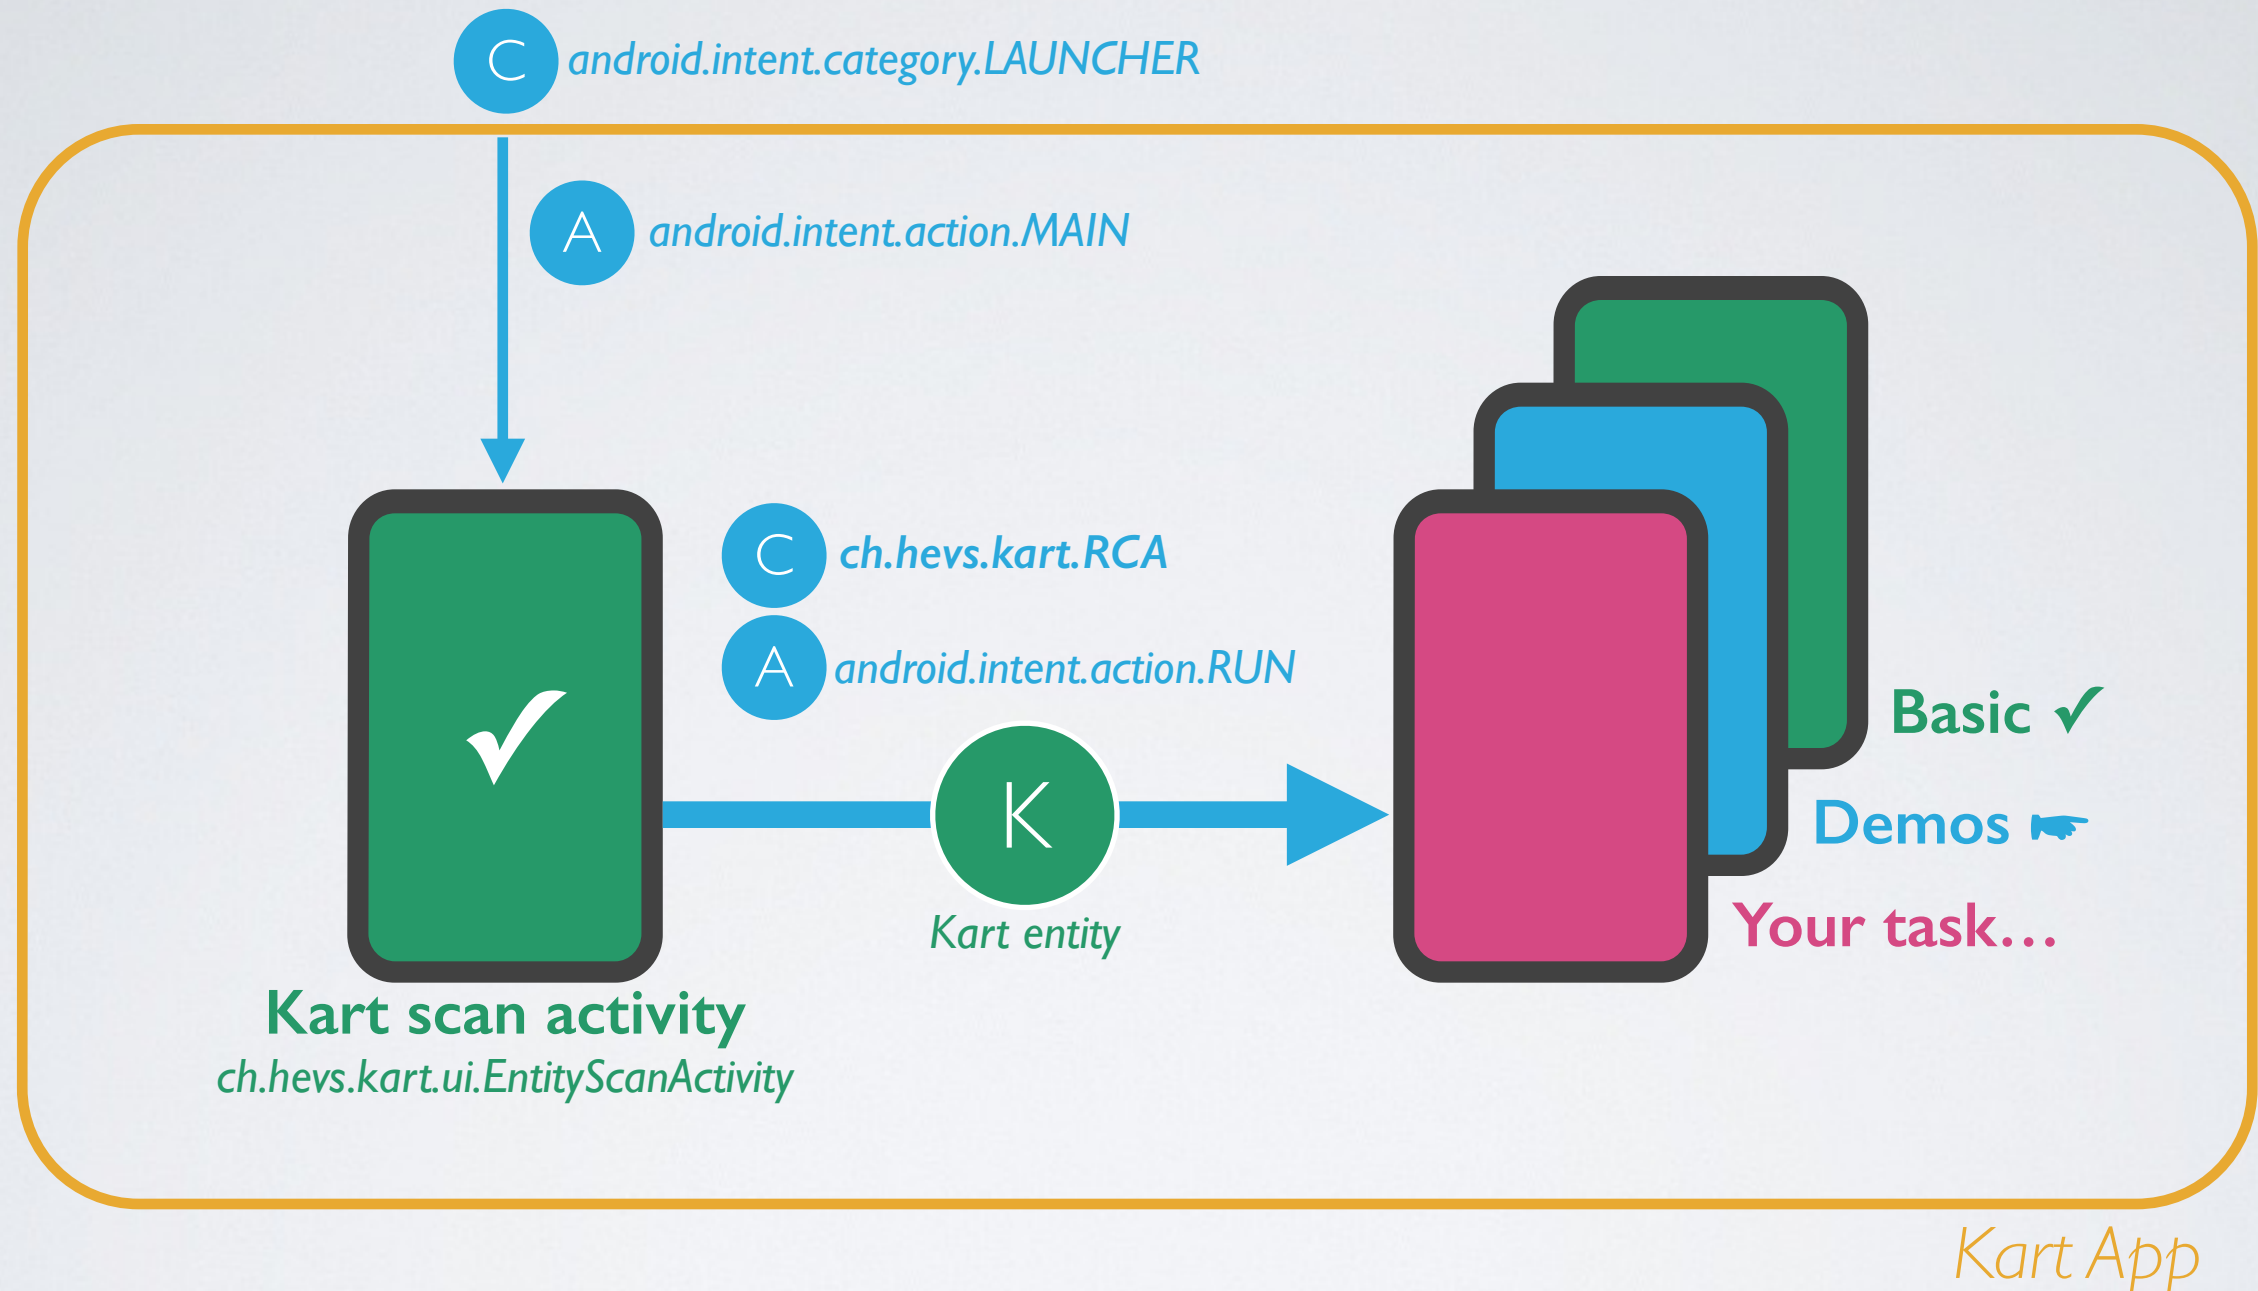 C android.intent.category.LAUNCHER
A android.intent.action.MAIN
C ch.hevs.kart.RCA
A android.intent.action.RUN
K
Kart entity
Kart scan activity
ch.hevs.kart.ui.EntityScanActivity
Basic ✓
Demos ☛
Your task…
Kart App